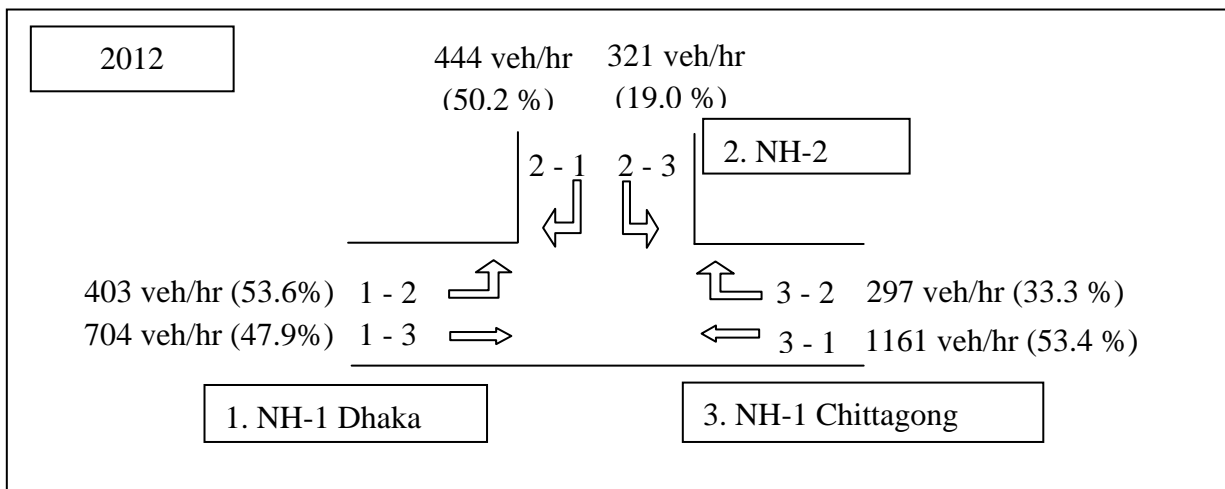 2012
444 veh/hr 321 veh/hr
(50.2 %) (19.0 %)
2. NH-2
2 - 1 2 - 3
403 veh/hr (53.6%) 1 - 2 3 - 2 297 veh/hr (33.3 %)
704 veh/hr (47.9%) 1 - 3 3 - 1 1161 veh/hr (53.4 %)
1. NH-1 Dhaka 3. NH-1 Chittagong